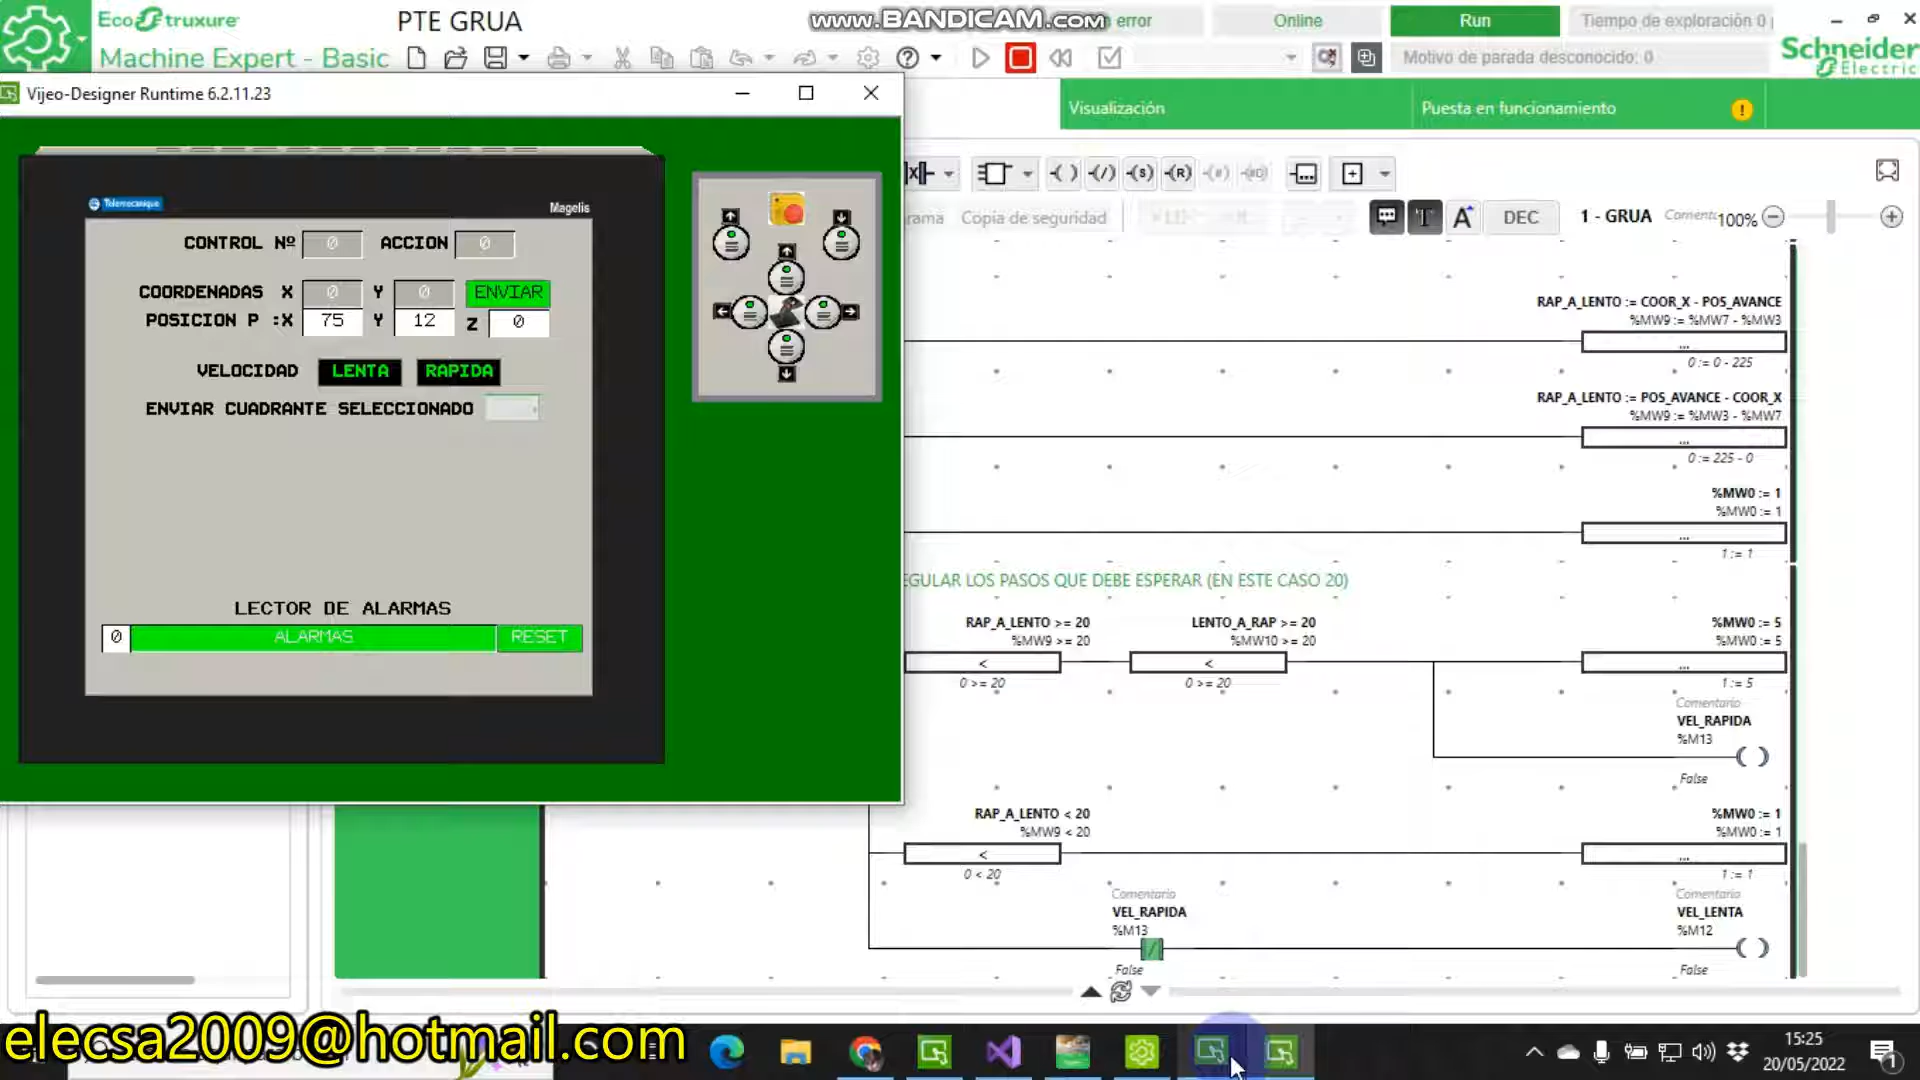 EcoStruxure
Machine Expert - Basic
PTE GRUA
www.BANDICAM.com
error
Online
Run
Tiempo de exploración 0
Motivo de parada desconocido: 0
Schneider
Electric
Vijeo-Designer Runtime 6.2.11.23
Visualización
Puesta en funcionamiento
Copia de seguridad
DEC
1 - GRUA
100%
Telemecanique
Magelis
CONTROL Nº 0 ACCION 0
COORDENADAS X 0 Y 0 ENVIAR
POSICION P :X 75 Y 12 Z 0
VELOCIDAD LENTA RAPIDA
ENVIAR CUADRANTE SELECCIONADO
LECTOR DE ALARMAS
0 ALARMAS RESET
RAP_A_LENTO := COOR_X - POS_AVANCE
%MW9 := %MW7 - %MW3
...
0 := 0 - 225
RAP_A_LENTO := POS_AVANCE - COOR_X
%MW9 := %MW3 - %MW7
...
0 := 225 - 0
%MW0 := 1
%MW0 := 1
...
1 := 1
EGULAR LOS PASOS QUE DEBE ESPERAR (EN ESTE CASO 20)
RAP_A_LENTO >= 20 LENTO_A_RAP >= 20 %MW0 := 5
%MW9 >= 20 %MW10 >= 20 %MW0 := 5
< < ...
0 >= 20 0 >= 20 1 := 5
Comentario
VEL_RAPIDA
%M13
False
RAP_A_LENTO < 20 %MW0 := 1
%MW9 < 20 %MW0 := 1
< ...
0 < 20 1 := 1
Comentario Comentario
VEL_RAPIDA VEL_LENTA
%M13 %M12
False False
elecsa2009@hotmail.com
15:25
20/05/2022
1